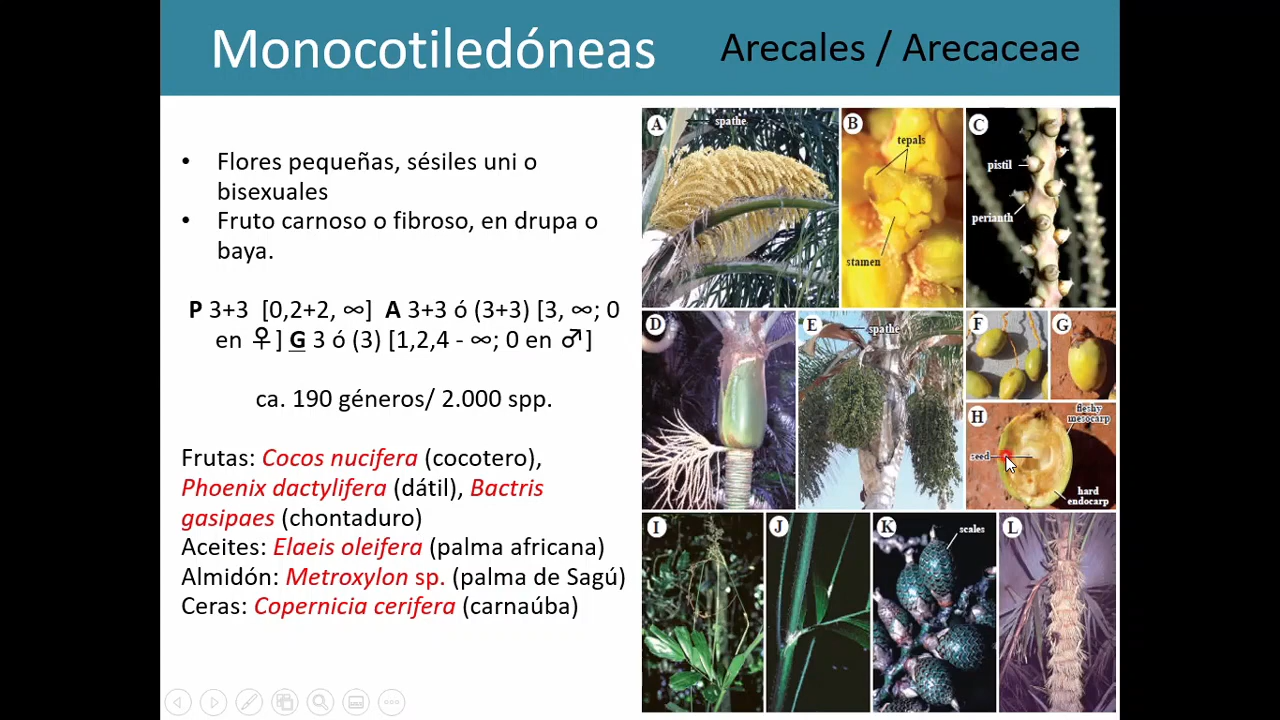 Monocotiledóneas
Arecales / Arecaceae
• Flores pequeñas, sésiles uni o
bisexuales
• Fruto carnoso o fibroso, en drupa o
baya.
P 3+3 [0,2+2, ∞] A 3+3 ó (3+3) [3, ∞; 0
en ♀] G 3 ó (3) [1,2,4 - ∞; 0 en ♂]
ca. 190 géneros/ 2.000 spp.
Frutas: Cocos nucifera (cocotero),
Phoenix dactylifera (dátil), Bactris
gasipaes (chontaduro)
Aceites: Elaeis oleifera (palma africana)
Almidón: Metroxylon sp. (palma de Sagú)
Ceras: Copernicia cerifera (carnaúba)
A
spathe
B
tepals
stamen
C
pistil
perianth
D
E
spathe
F
G
H
fleshy
mesocarp
seed
hard
endocarp
I
J
K
scales
L